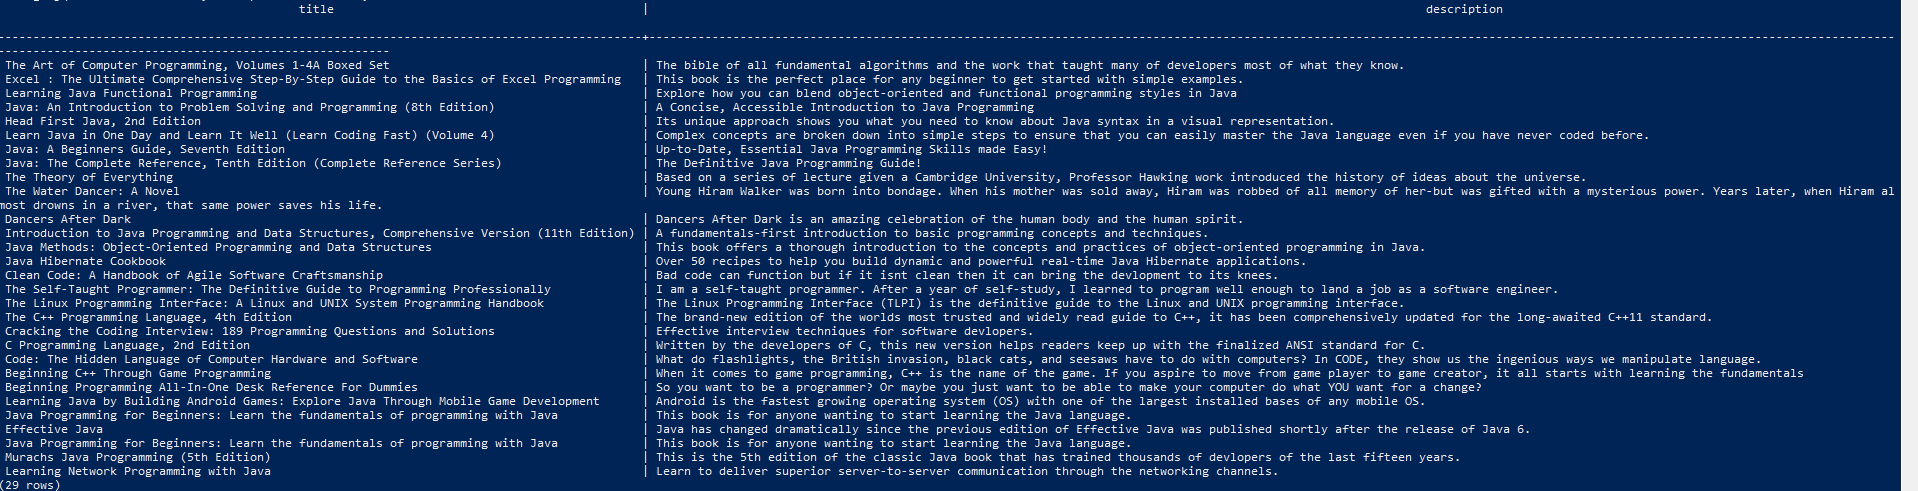 title | description
---+---
The Art of Computer Programming, Volumes 1-4A Boxed Set | The bible of all fundamental algorithms and the work that taught many of developers most of what they know.
Excel : The Ultimate Comprehensive Step-By-Step Guide to the Basics of Excel Programming | This book is the perfect place for any beginner to get started with simple examples.
Learning Java Functional Programming | Explore how you can blend object-oriented and functional programming styles in Java
Java: An Introduction to Problem Solving and Programming (8th Edition) | A Concise, Accessible Introduction to Java Programming
Head First Java, 2nd Edition | Its unique approach shows you what you need to know about Java syntax in a visual representation.
Learn Java in One Day and Learn It Well (Learn Coding Fast) (Volume 4) | Complex concepts are broken down into simple steps to ensure that you can easily master the Java language even if you have never coded before.
Java: A Beginners Guide, Seventh Edition | Up-to-Date, Essential Java Programming Skills made Easy!
Java: The Complete Reference, Tenth Edition (Complete Reference Series) | The Definitive Java Programming Guide!
The Theory of Everything | Based on a series of lecture given a Cambridge University, Professor Hawking work introduced the history of ideas about the universe.
The Water Dancer: A Novel | Young Hiram Walker was born into bondage. When his mother was sold away, Hiram was robbed of all memory of her-but was gifted with a mysterious power. Years later, when Hiram al
most drowns in a river, that same power saves his life.
Dancers After Dark | Dancers After Dark is an amazing celebration of the human body and the human spirit.
Introduction to Java Programming and Data Structures, Comprehensive Version (11th Edition) | A fundamentals-first introduction to basic programming concepts and techniques.
Java Methods: Object-Oriented Programming and Data Structures | This book offers a thorough introduction to the concepts and practices of object-oriented programming in Java.
Java Hibernate Cookbook | Over 50 recipes to help you build dynamic and powerful real-time Java Hibernate applications.
Clean Code: A Handbook of Agile Software Craftsmanship | Bad code can function but if it isnt clean then it can bring the devlopment to its knees.
The Self-Taught Programmer: The Definitive Guide to Programming Professionally | I am a self-taught programmer. After a year of self-study, I learned to program well enough to land a job as a software engineer.
The Linux Programming Interface: A Linux and UNIX System Programming Handbook | The Linux Programming Interface (TLPI) is the definitive guide to the Linux and UNIX programming interface.
The C++ Programming Language, 4th Edition | The brand-new edition of the worlds most trusted and widely read guide to C++, it has been comprehensively updated for the long-awaited C++11 standard.
Cracking the Coding Interview: 189 Programming Questions and Solutions | Effective interview techniques for software devlopers.
C Programming Language, 2nd Edition | Written by the developers of C, this new version helps readers keep up with the finalized ANSI standard for C.
Code: The Hidden Language of Computer Hardware and Software | What do flashlights, the British invasion, black cats, and seesaws have to do with computers? In CODE, they show us the ingenious ways we manipulate language.
Beginning C++ Through Game Programming | When it comes to game programming, C++ is the name of the game. If you aspire to move from game player to game creator, it all starts with learning the fundamentals
Beginning Programming All-In-One Desk Reference For Dummies | So you want to be a programmer? Or maybe you just want to be able to make your computer do what YOU want for a change?
Learning Java by Building Android Games: Explore Java Through Mobile Game Development | Android is the fastest growing operating system (OS) with one of the largest installed bases of any mobile OS.
Java Programming for Beginners: Learn the fundamentals of programming with Java | This book is for anyone wanting to start learning the Java language.
Effective Java | Java has changed dramatically since the previous edition of Effective Java was published shortly after the release of Java 6.
Java Programming for Beginners: Learn the fundamentals of programming with Java | This book is for anyone wanting to start learning the Java language.
Murachs Java Programming (5th Edition) | This is the 5th edition of the classic Java book that has trained thousands of devlopers of the last fifteen years.
Learning Network Programming with Java | Learn to deliver superior server-to-server communication through the networking channels.
(29 rows)